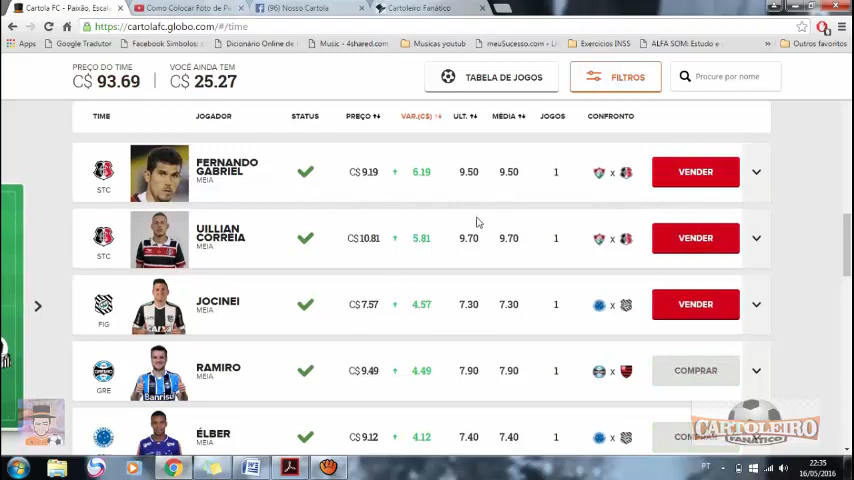 Cartola FC - Paixão, Escala
Como Colocar Foto de P
(96) Nosso Cartola
Cartoleiro Fanático
https://cartolafc.globo.com/#/time
Apps
Google Tradutor
Facebook Símbolos:
Dicionário Online de
Music - 4shared.com
Musicas youtub
meuSucesso.com - Li
Exercicios INSS
ALFA SOM: Estudo e
Outros favoritos
PREÇO DO TIME
C$ 93.69
VOCÊ AINDA TEM
C$ 25.27
TABELA DE JOGOS
FILTROS
Procure por nome
TIME JOGADOR STATUS PREÇO VAR.(C$) ULT. MÉDIA JOGOS CONFRONTO
STC
FERNANDO GABRIEL
MEIA
C$ 9.19 6.19 9.50 9.50 1 x VENDER
STC
UILLIAN CORREIA
MEIA
C$ 10.81 5.81 9.70 9.70 1 x VENDER
FIG
JOCINEI
MEIA
C$ 7.57 4.57 7.30 7.30 1 x VENDER
GRE
RAMIRO
MEIA
C$ 9.49 4.49 7.90 7.90 1 x COMPRAR
Banrisul
ÉLBER
MEIA
C$ 9.12 4.12 7.40 7.40 1 x
CARTOLEIRO
FANÁTICO
PT
22:35
16/05/2016